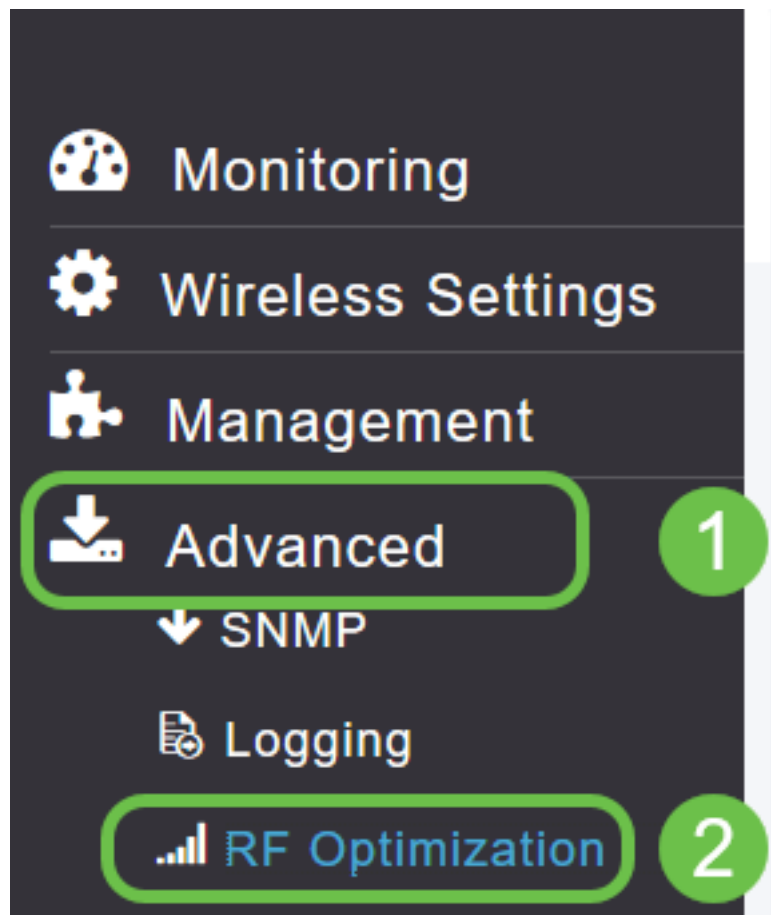 Monitoring
Wireless Settings
Management
Advanced 1
SNMP
Logging
RF Optimization 2